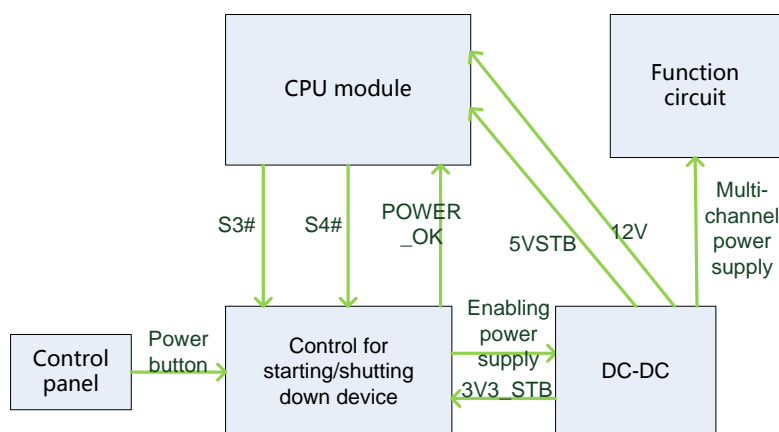 CPU module
Function
circuit
S3#
S4#
POWER
_OK
5VSTB
12V
Multi-
channel
power
supply
Control
panel
Power
button
Control for
starting/shutting
down device
Enabling
power
supply
3V3_STB
DC-DC